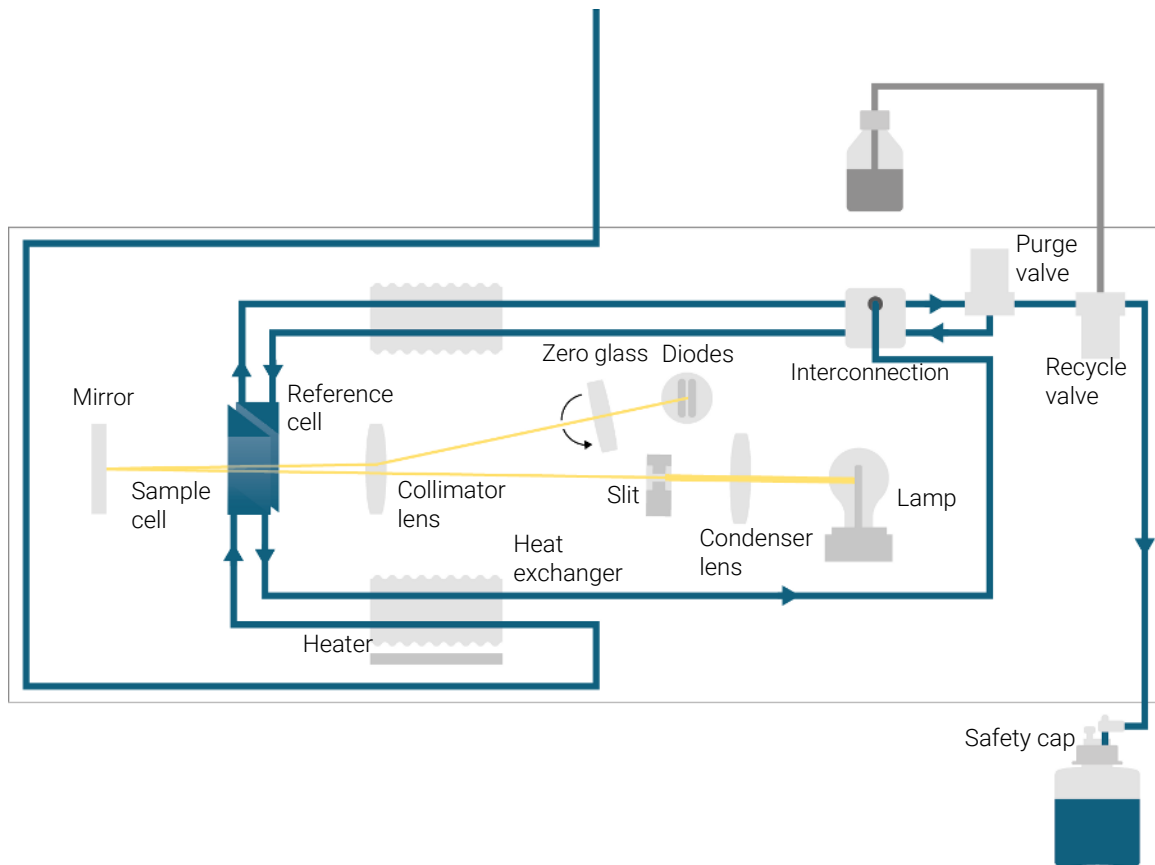 Purge
valve
Zero glass
Diodes
Interconnection
Recycle
valve
Mirror
Reference
cell
Sample
cell
Collimator
lens
Slit
Condenser
lens
Lamp
Heat
exchanger
Heater
Safety cap